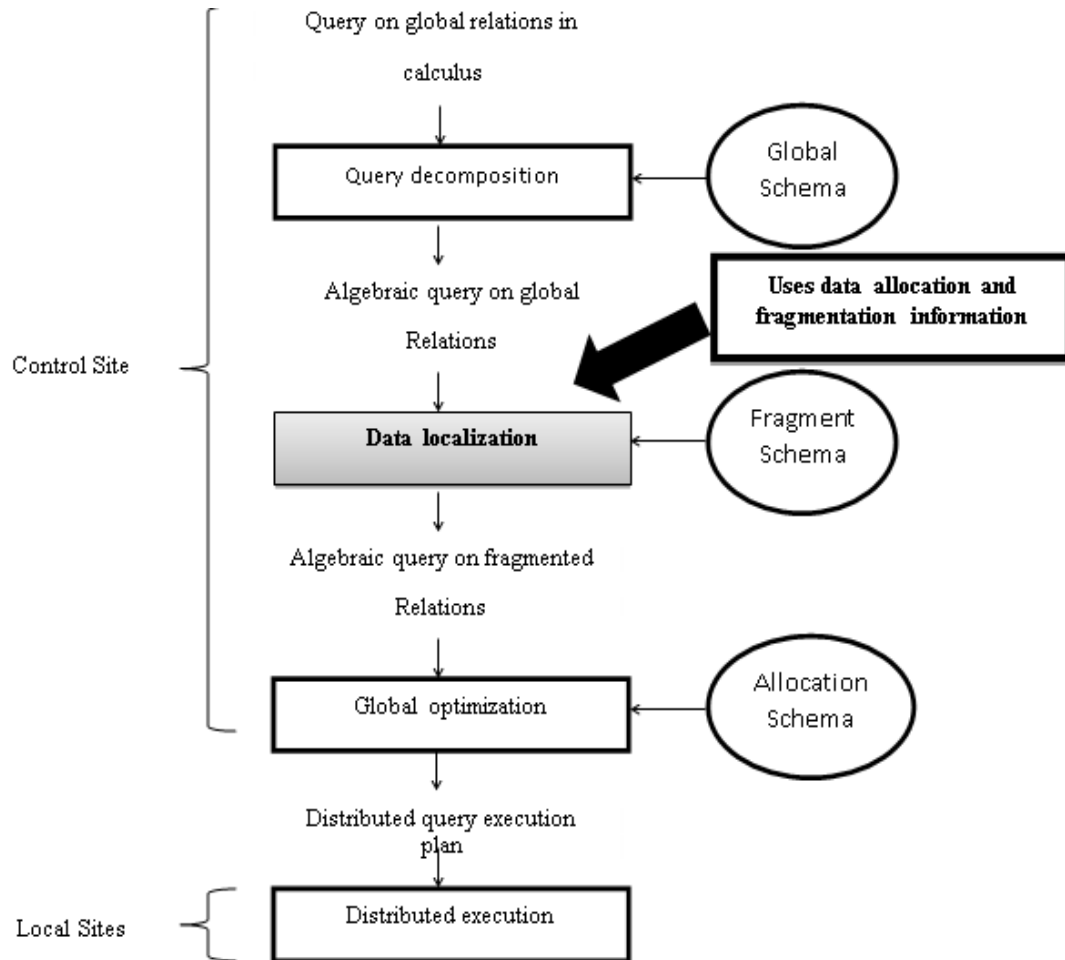 Query on global relations in
calculus
Query decomposition
Global
Schema
Algebraic query on global
Relations
Uses data allocation and
fragmentation information
Control Site
Data localization
Fragment
Schema
Algebraic query on fragmented
Relations
Global optimization
Allocation
Schema
Distributed query execution
plan
Local Sites
Distributed execution